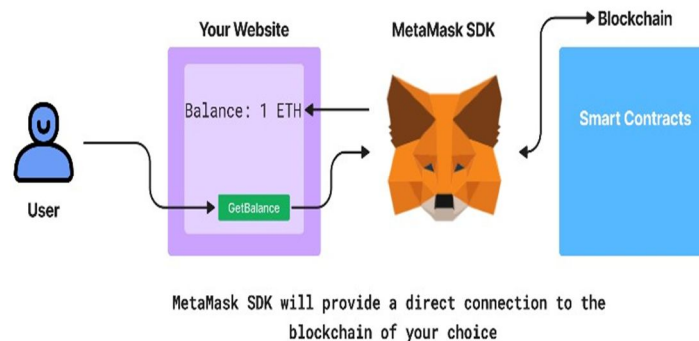 Your Website
MetaMask SDK
Blockchain
Balance: 1 ETH
Smart Contracts
GetBalance
User
MetaMask SDK will provide a direct connection to the
blockchain of your choice